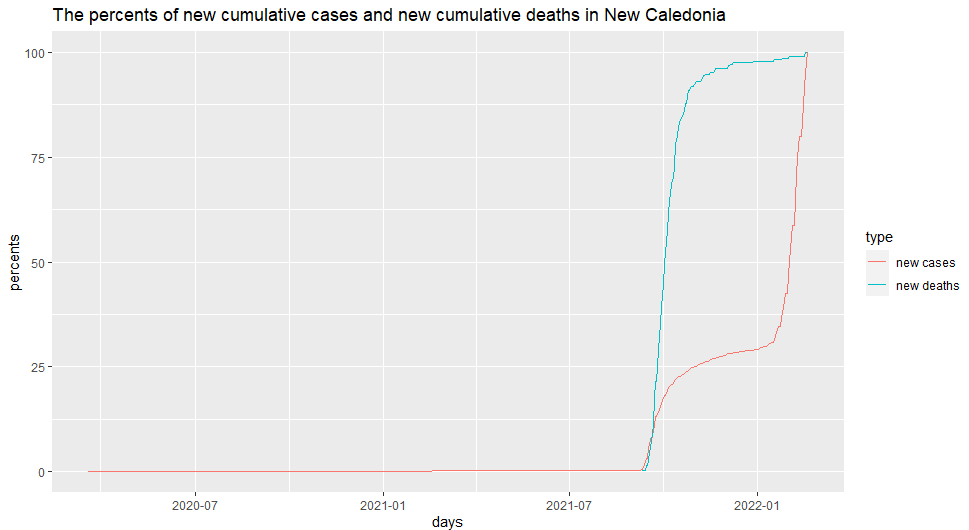 The percents of new cumulative cases and new cumulative deaths in New Caledonia
100
75
50
25
0
percents
2020-07
2021-01
2021-07
2022-01
days
type
new cases
new deaths